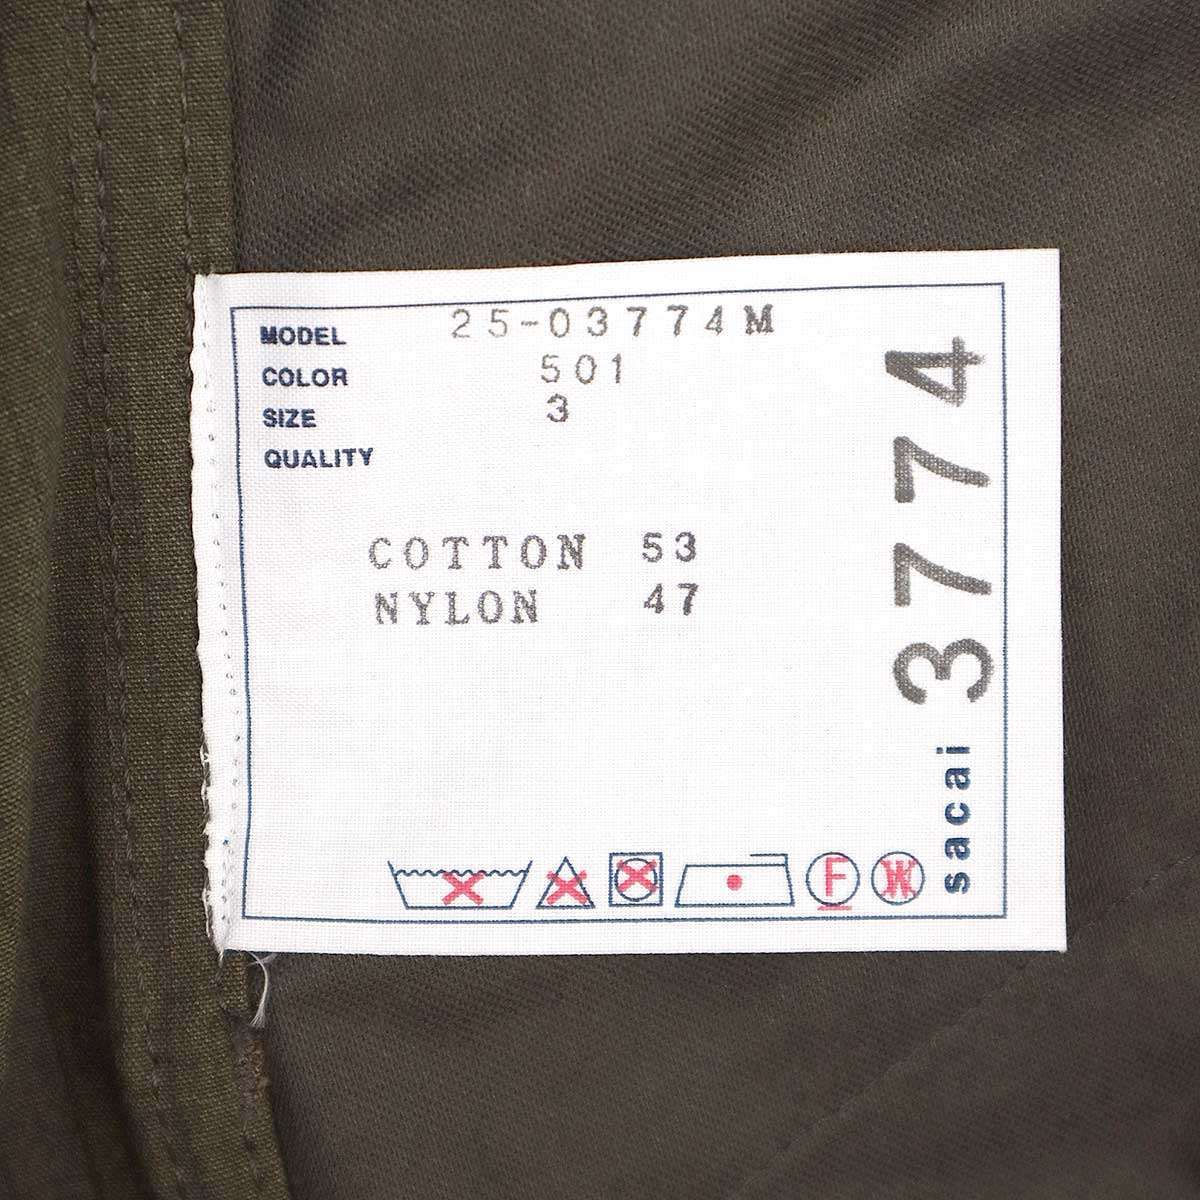 MODEL 25-03774M
COLOR 501
SIZE 3
QUALITY
COTTON 53
NYLON 47
F W
sacai 3774